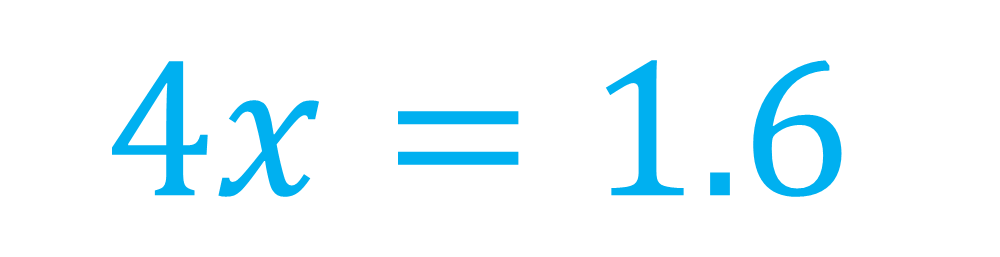 4𝑥 = 1.6